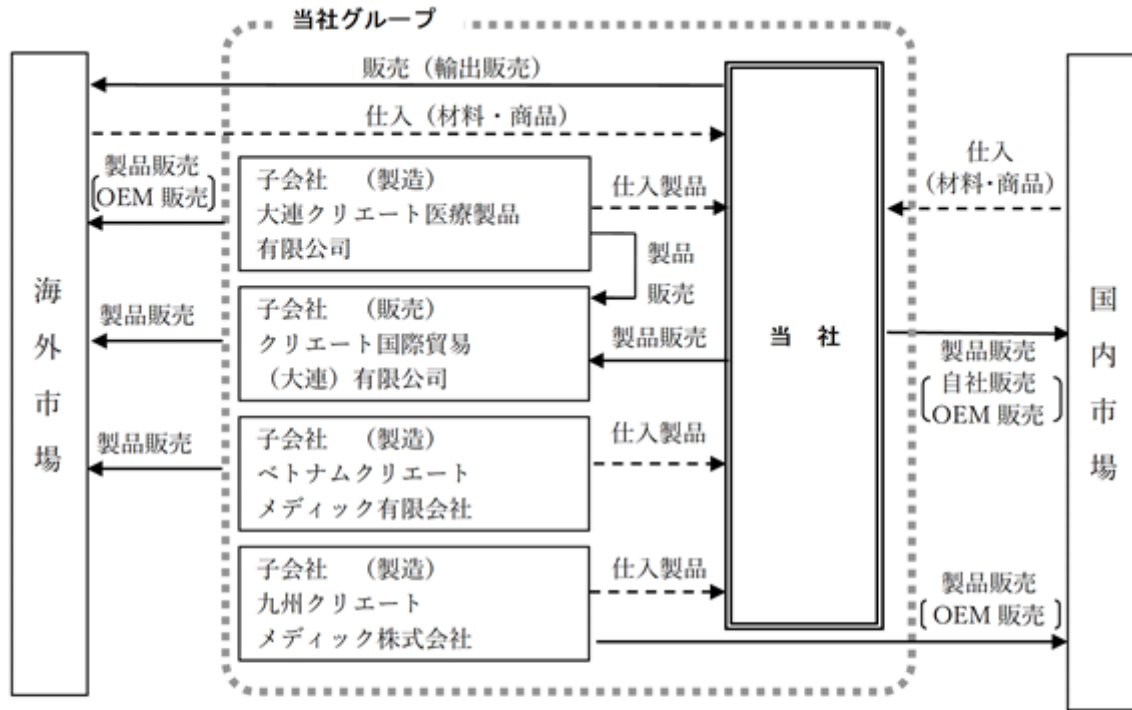 当社グループ
販売（輸出販売）
仕入（材料・商品）
製品販売
OEM 販売
子会社　（製造）
大連クリエート医療製品
有限公司
仕入製品
仕入
（材料・商品）
製品
販売
海外市場
製品販売
子会社　（販売）
クリエート国際貿易
（大連）有限公司
製品販売
当　社
製品販売
自社販売
OEM 販売
国内市場
製品販売
子会社　（製造）
ベトナムクリエート
メディック有限会社
仕入製品
子会社　（製造）
九州クリエート
メディック株式会社
仕入製品
製品販売
OEM 販売